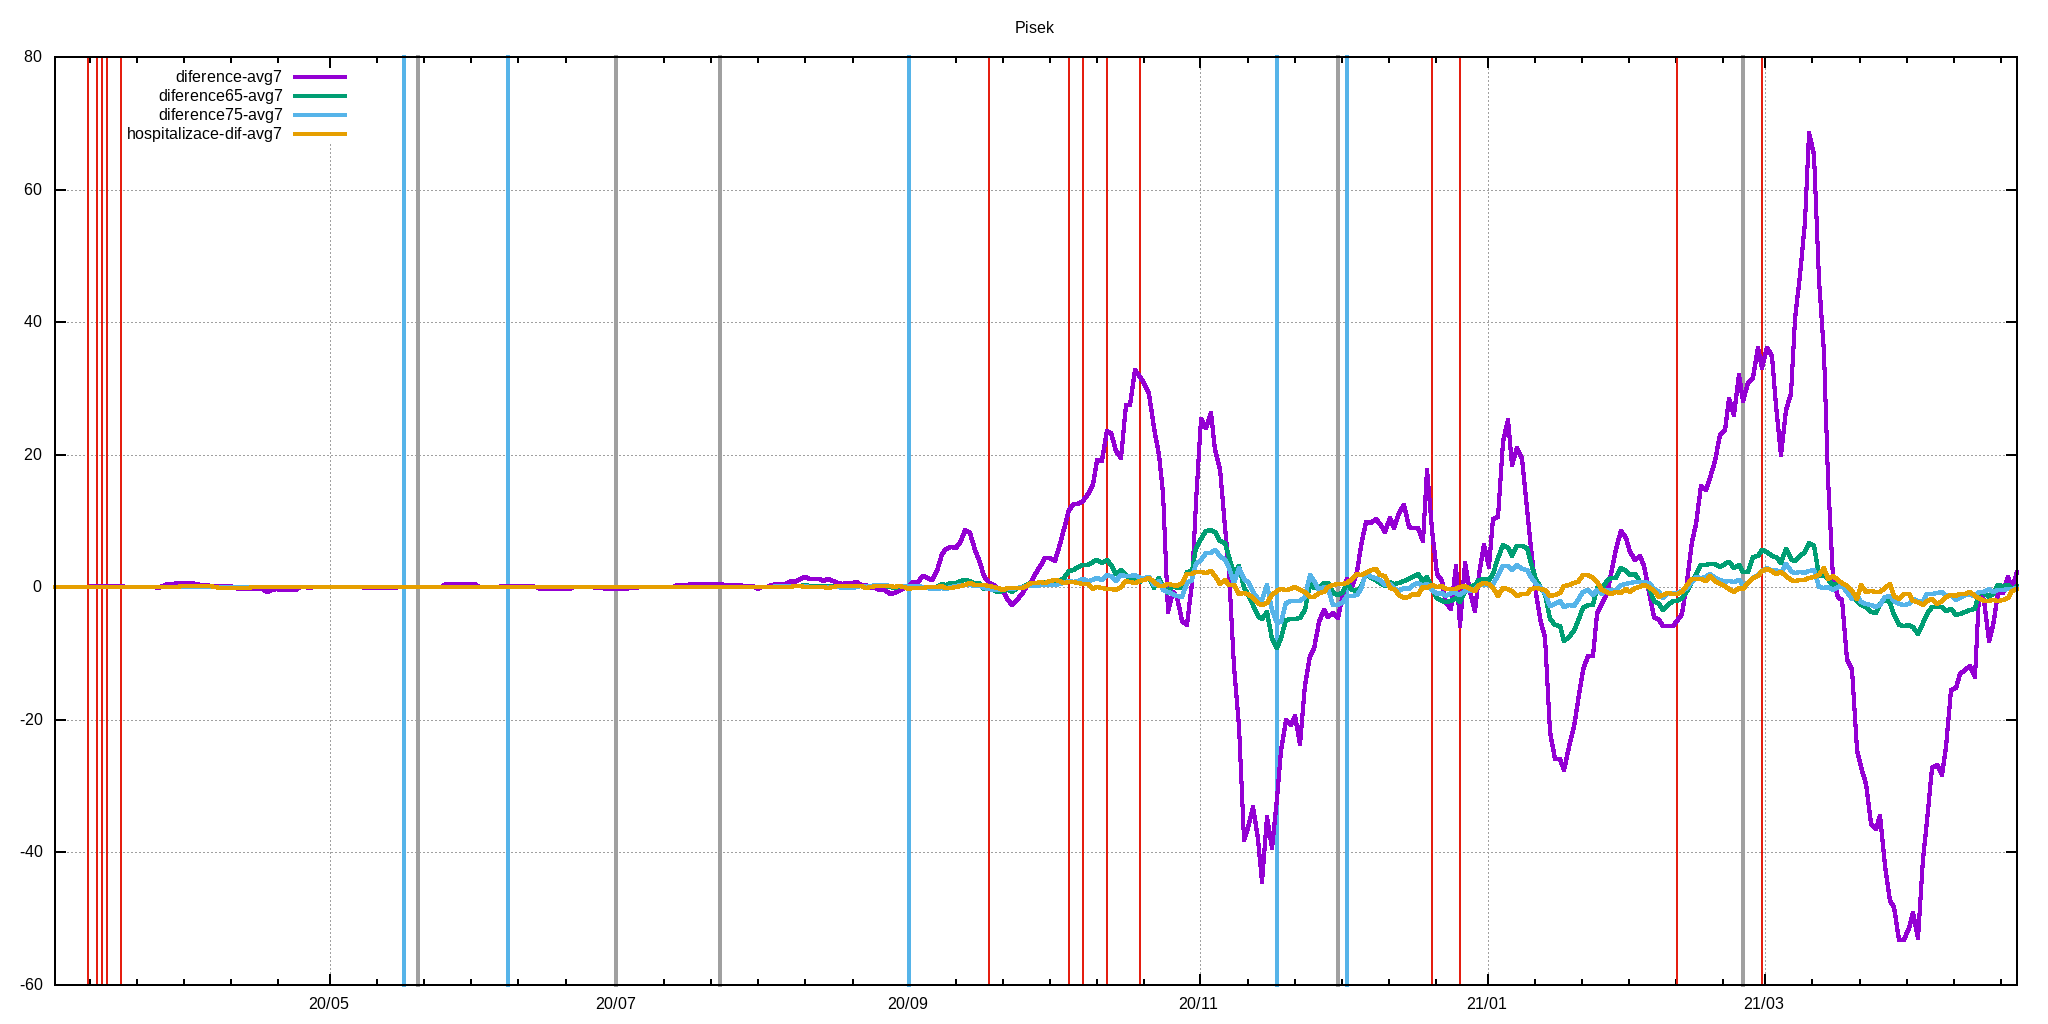 Pisek
80
60
40
20
0
-20
-40
-60
diference-avg7
diference65-avg7
diference75-avg7
hospitalizace-dif-avg7
20/05
20/07
20/09
20/11
21/01
21/03